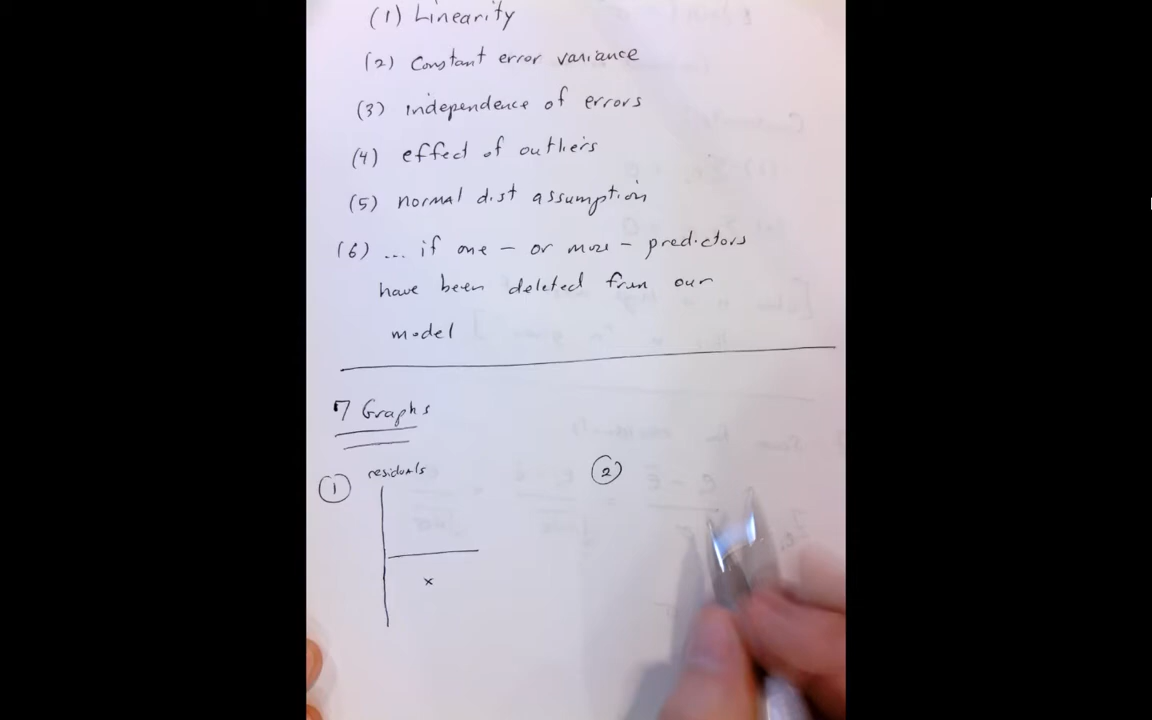 (1) Linearity
(2) Constant error variance
(3) independence of errors
(4) effect of outliers
(5) normal dist assumption
(6) ... if one - or more - predictors
have been deleted from our
model
7 Graphs
1 residuals
2
x